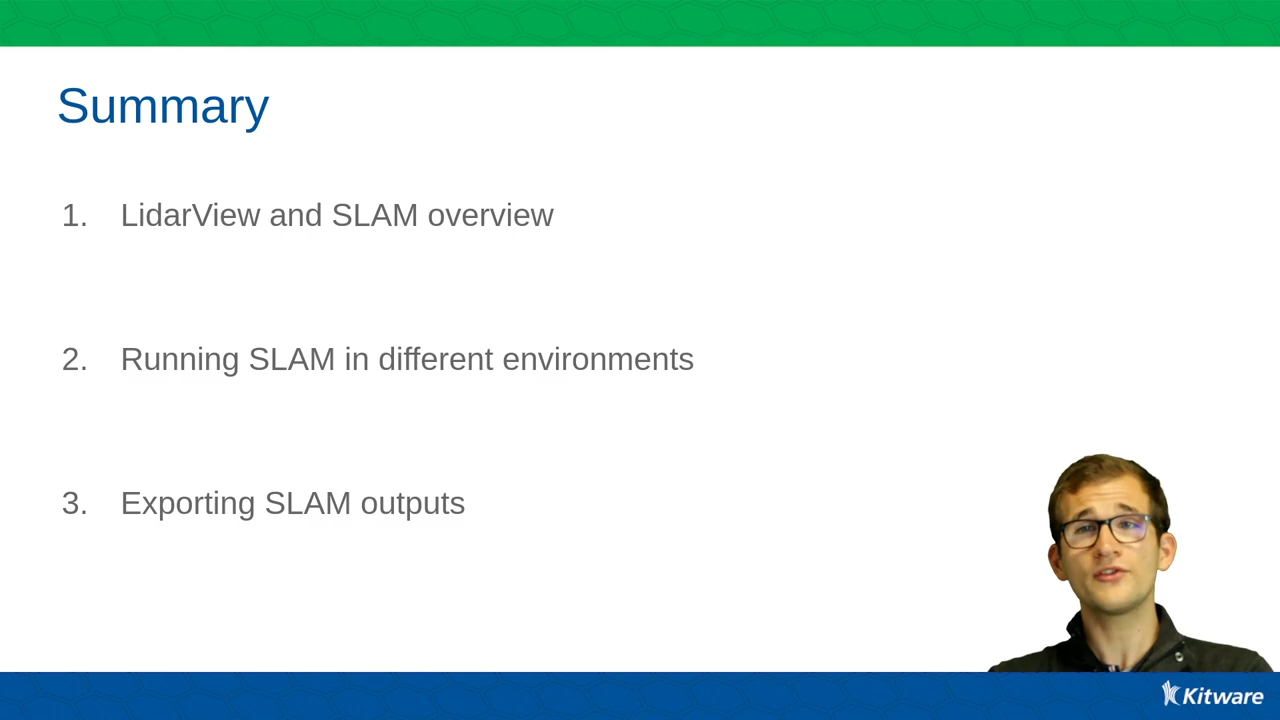 Summary
1. LidarView and SLAM overview
2. Running SLAM in different environments
3. Exporting SLAM outputs
Kitware